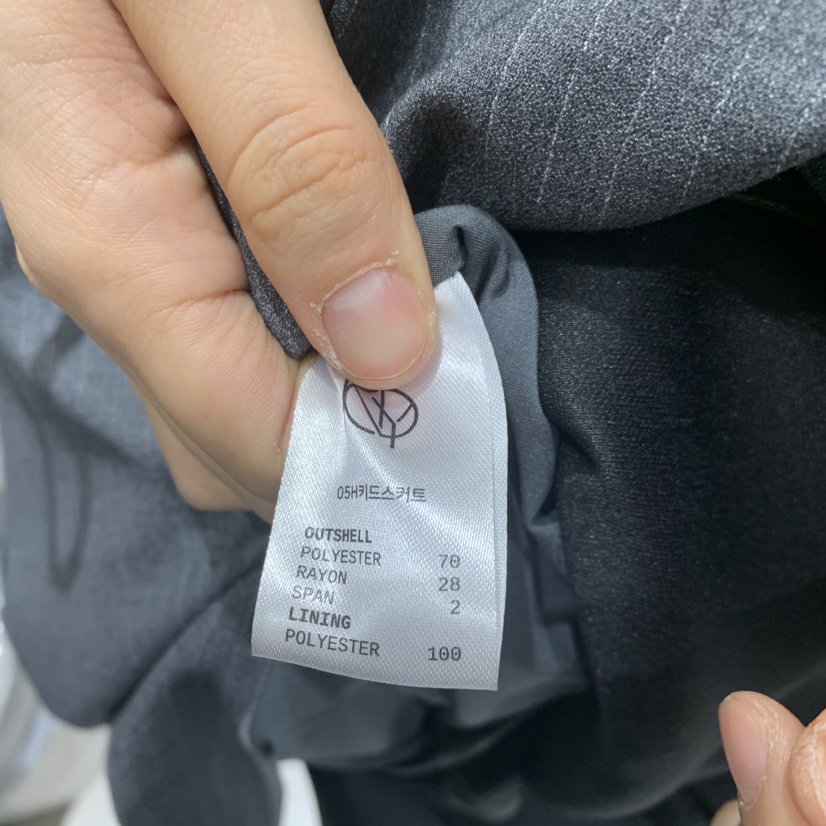 05H키드스커트
OUTSHELL
POLYESTER 70
RAYON 28
SPAN 2
LINING
POLYESTER 100